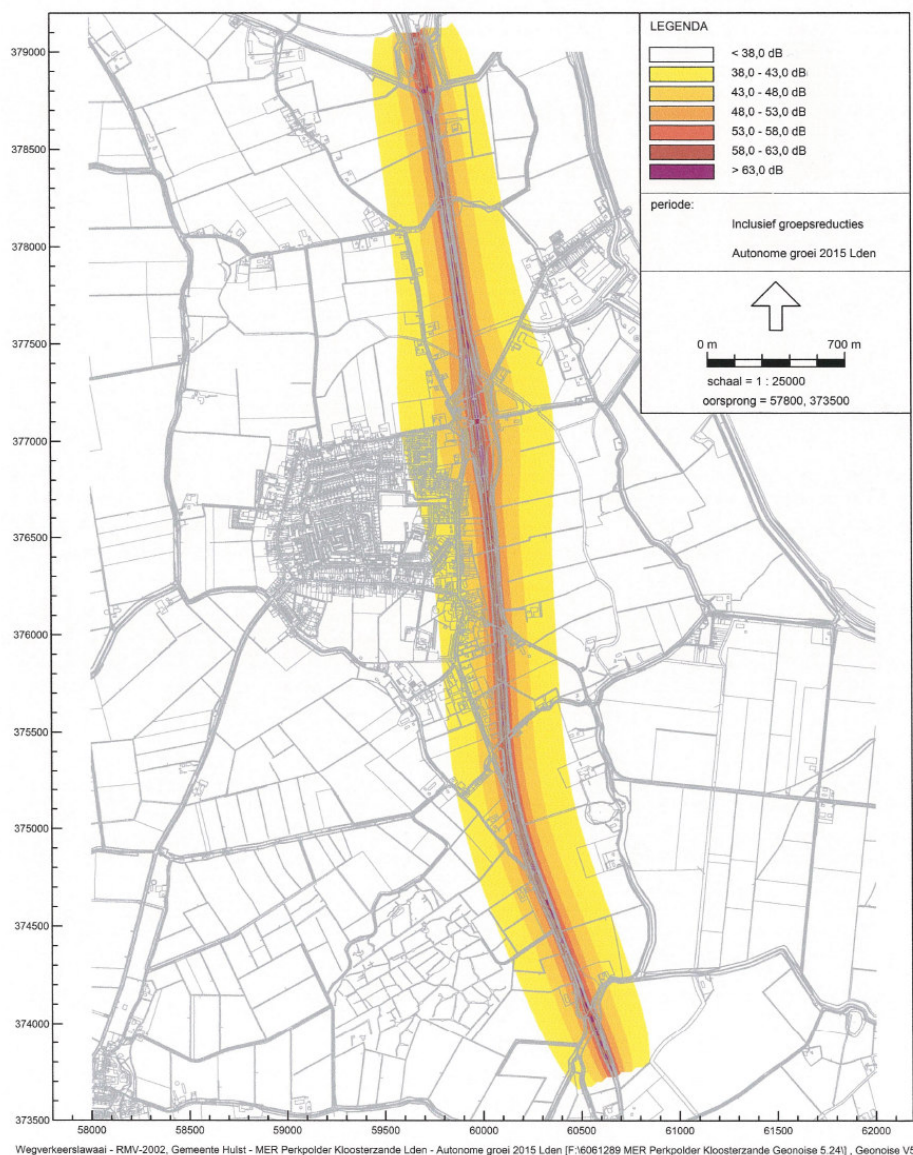 379000
378500
378000
377500
377000
376500
376000
375500
375000
374500
374000
373500
58000 58500 59000 59500 60000 60500 61000 61500 62000
LEGENDA
< 38,0 dB
38,0 - 43,0 dB
43,0 - 48,0 dB
48,0 - 53,0 dB
53,0 - 58,0 dB
58,0 - 63,0 dB
> 63,0 dB
periode:
Inclusief groepsreducties
Autonome groei 2015 Lden
0 m 700 m
schaal = 1 : 25000
oorsprong = 57800, 373500
Wegverkeerslawaai - RMV-2002, Gemeente Hulst - MER Perkpolder Kloosterzande Lden - Autonome groei 2015 Lden [F:\6061289 MER Perkpolder Kloosterzande Geonoise 5.24\] , Geonoise